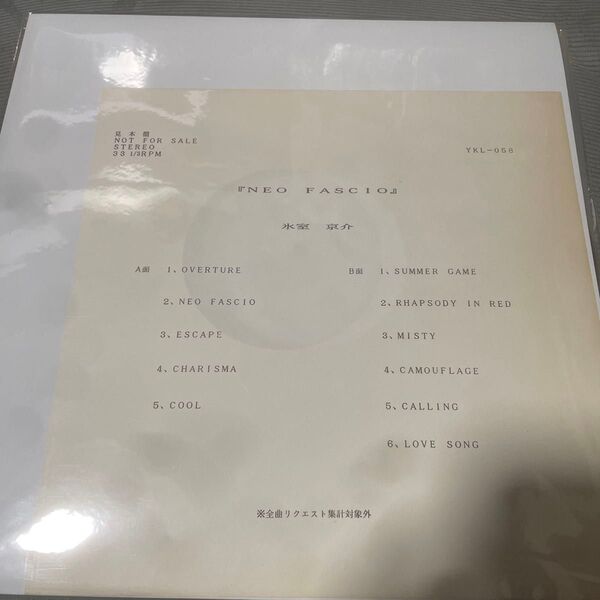 見本盤
NOT FOR SALE
STEREO
33 1/3RPM
YKL-058
『NEO FASCIO』
氷室 京介
A面 1、OVERTURE
2、NEO FASCIO
3、ESCAPE
4、CHARISMA
5、COOL
B面 1、SUMMER GAME
2、RHAPSODY IN RED
3、MISTY
4、CAMOUFLAGE
5、CALLING
6、LOVE SONG
※全曲リクエスト集計対象外